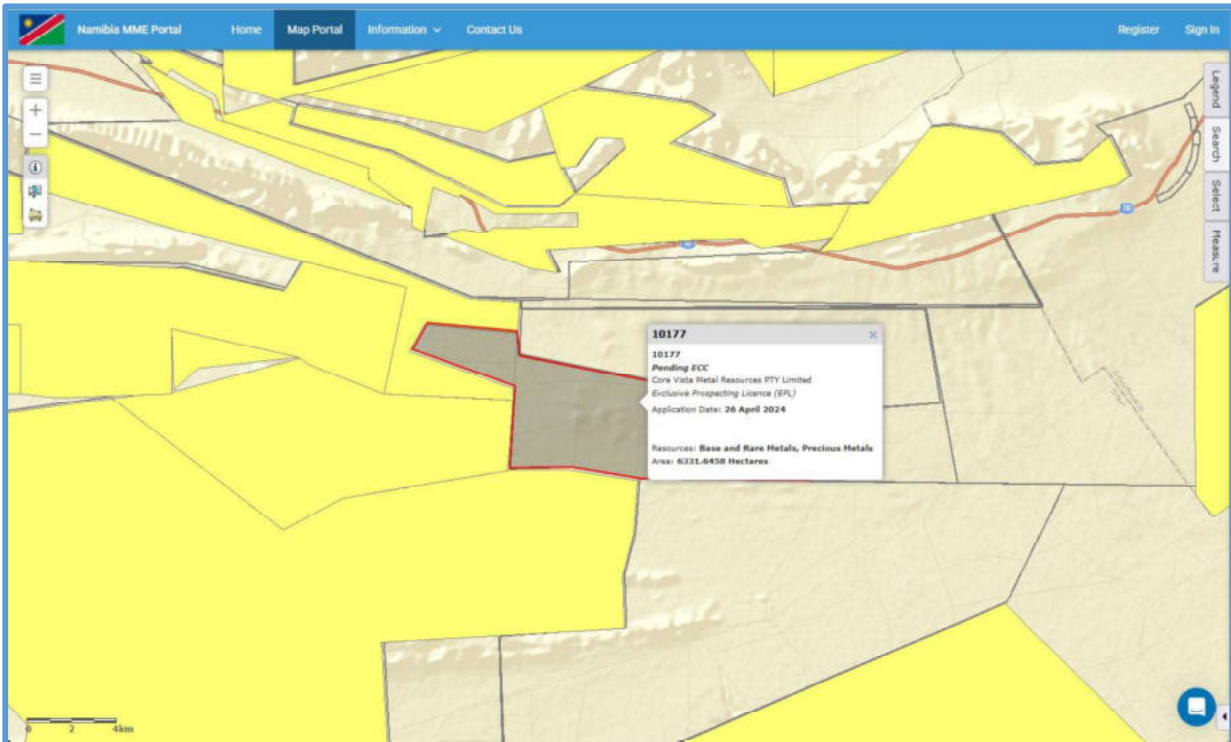 Namibia MME Portal Home Map Portal Information Contact Us Register Sign In
Legend
Search
Select
Measure
10177
10177
Pending ECC
Core Vista Metal Resources PTY Limited
Exclusive Prospecting Licence (EPL)
Application Date: 26 April 2024
Resources: Base and Rare Metals, Precious Metals
Area: 6331.6458 Hectares
0 2 4km